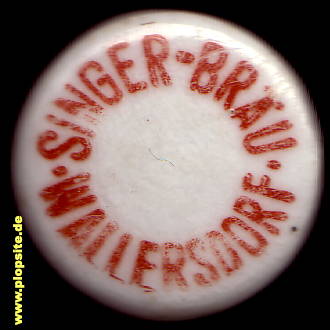 SINGER-BRÄU
· WALLERSDORF ·
www.plopsite.de